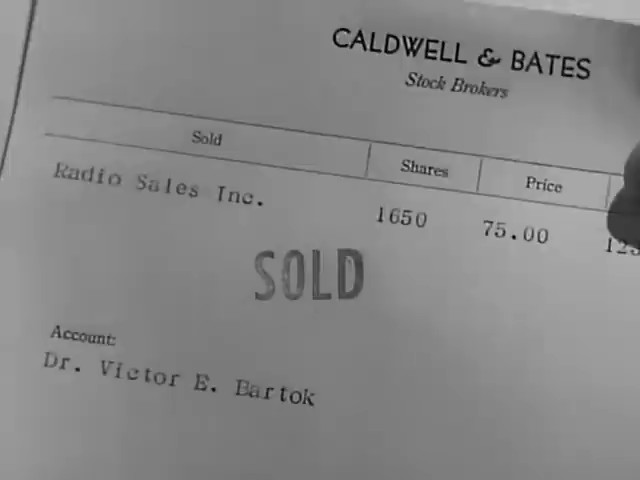 CALDWELL & BATES
Stock Brokers
Sold Shares Price
Radio Sales Inc. 1650 75.00
SOLD
Account:
Dr. Victor E. Bartok